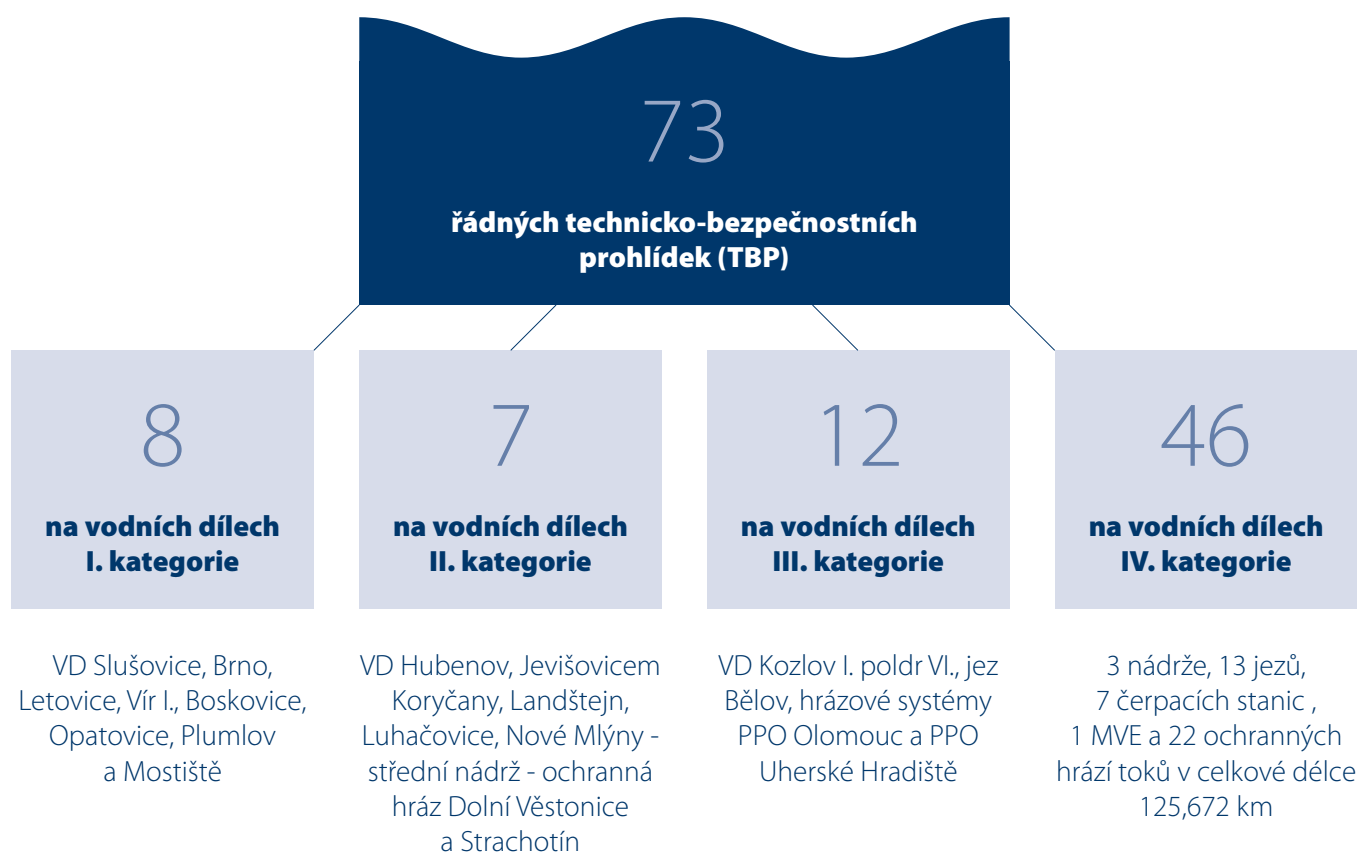 73
řádných technicko-bezpečnostních
prohlídek (TBP)
8
na vodních dílech
I. kategorie
VD Slušovice, Brno,
Letovice, Vír I., Boskovice,
Opatovice, Plumlov
a Mostiště
7
na vodních dílech
II. kategorie
VD Hubenov, Jevišovicem
Koryčany, Landštejn,
Luhačovice, Nové Mlýny -
střední nádrž - ochranná
hráz Dolní Věstonice
a Strachotín
12
na vodních dílech
III. kategorie
VD Kozlov I. poldr VI., jez
Bělov, hrázové systémy
PPO Olomouc a PPO
Uherské Hradiště
46
na vodních dílech
IV. kategorie
3 nádrže, 13 jezů,
7 čerpacích stanic ,
1 MVE a 22 ochranných
hrází toků v celkové délce
125,672 km